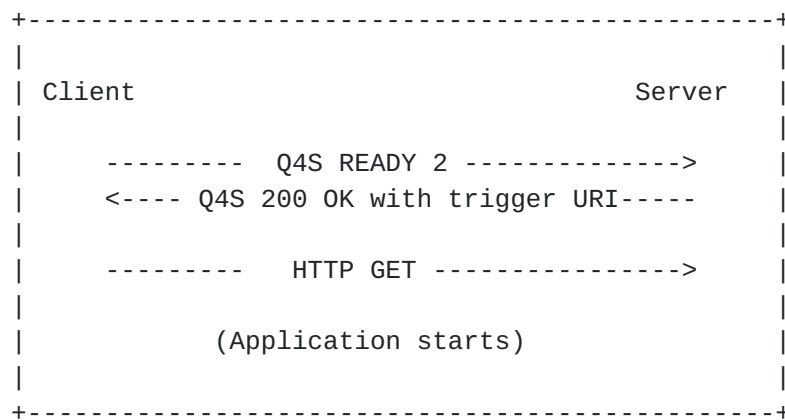 +------------------------------------------------+
|                                                |
| Client                                Server   |
|                                                |
|     ---------  Q4S READY 2 -------------->     |
|     <---- Q4S 200 OK with trigger URI-----     |
|                                                |
|     ---------   HTTP GET ---------------->     |
|                                                |
|            (Application starts)                |
|                                                |
+------------------------------------------------+